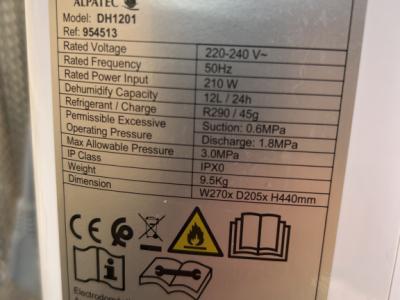 ALPATEC
Model: DH1201
Ref: 954513
Rated Voltage 220-240 V~
Rated Frequency 50Hz
Rated Power Input 210 W
Dehumidify Capacity 12L / 24h
Refrigerant / Charge R290 / 45g
Permissible Excessive Suction: 0.6MPa
Operating Pressure Discharge: 1.8MPa
Max Allowable Pressure 3.0MPa
IP Class IPX0
Weight 9.5Kg
Dimension W270x D205x H440mm
CE